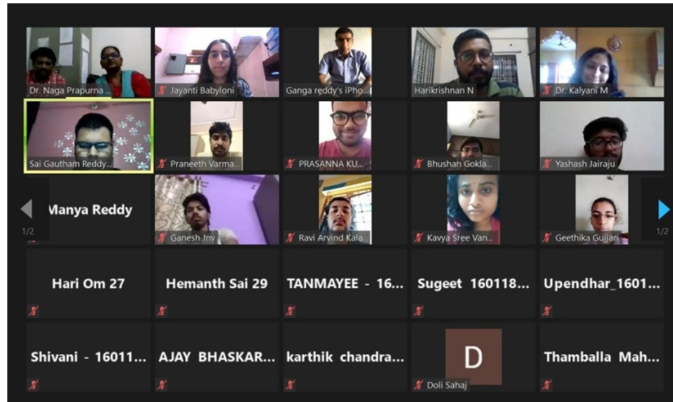 Dr. Naga Prapurna ...
Jayanti Babyloni
Ganga reddy's iPho...
Harikrishnan N
Dr. Kalyani M
Sai Gautham Reddy...
Praneeth Varma...
PRASANNA KU...
Bhushan Gokla...
Yashash Jairaju
Manya Reddy
Ganesh Jnv
Ravi Arvind Kala
Kavya Sree Van...
Geethika Gujjari
1/2
1/2
Hari Om 27
Hemanth Sai 29
TANMAYEE - 16...
Sugeet 160118...
Upendhar_1601...
Shivani - 16011...
AJAY BHASKAR...
karthik chandra...
D
Doli Sahaj
Thamballa Mah...